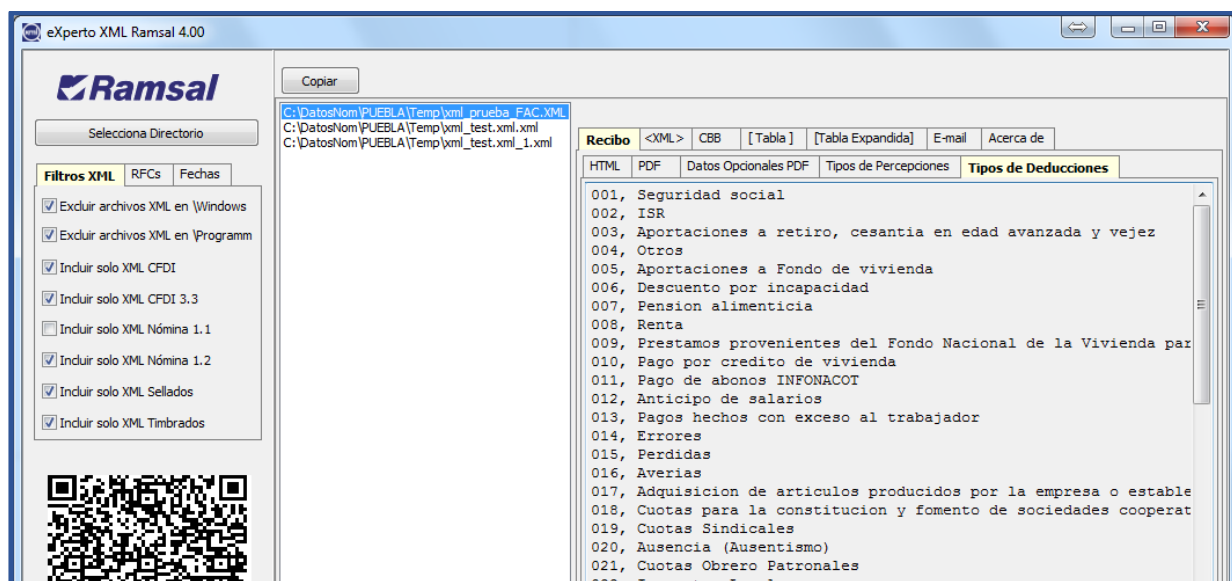 eXperto XML Ramsal 4.00
Ramsal
Copiar
Selecciona Directorio
C:\DatosNom\PUEBLA\Temp\xml_prueba_FAC.XML
C:\DatosNom\PUEBLA\Temp\xml_test.xml.xml
C:\DatosNom\PUEBLA\Temp\xml_test.xml_1.xml
Filtros XML RFCs Fechas
Excluir archivos XML en \Windows
Excluir archivos XML en \Programm
Incluir solo XML CFDI
Incluir solo XML CFDI 3.3
Incluir solo XML Nómina 1.1
Incluir solo XML Nómina 1.2
Incluir solo XML Sellados
Incluir solo XML Timbrados
Recibo <XML> CBB [ Tabla ] [Tabla Expandida] E-mail Acerca de
HTML PDF Datos Opcionales PDF Tipos de Percepciones Tipos de Deducciones
001, Seguridad social
002, ISR
003, Aportaciones a retiro, cesantia en edad avanzada y vejez
004, Otros
005, Aportaciones a Fondo de vivienda
006, Descuento por incapacidad
007, Pension alimenticia
008, Renta
009, Prestamos provenientes del Fondo Nacional de la Vivienda par
010, Pago por credito de vivienda
011, Pago de abonos INFONACOT
012, Anticipo de salarios
013, Pagos hechos con exceso al trabajador
014, Errores
015, Perdidas
016, Averias
017, Adquisicion de articulos producidos por la empresa o estable
018, Cuotas para la constitucion y fomento de sociedades cooperat
019, Cuotas Sindicales
020, Ausencia (Ausentismo)
021, Cuotas Obrero Patronales